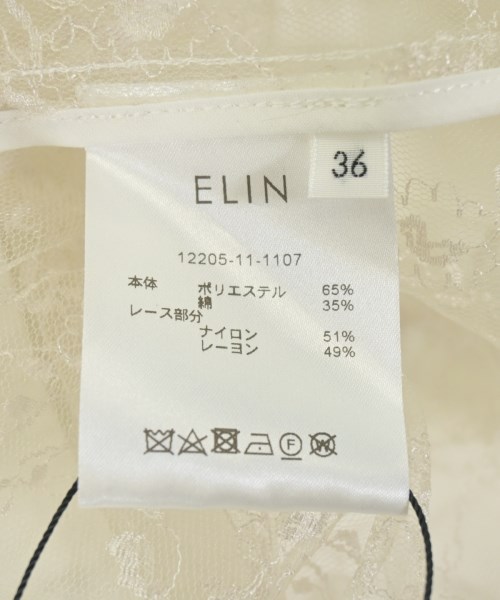 36
ELIN
12205-11-1107
本体 ポリエステル 65%
綿 35%
レース部分
ナイロン 51%
レーヨン 49%
F W